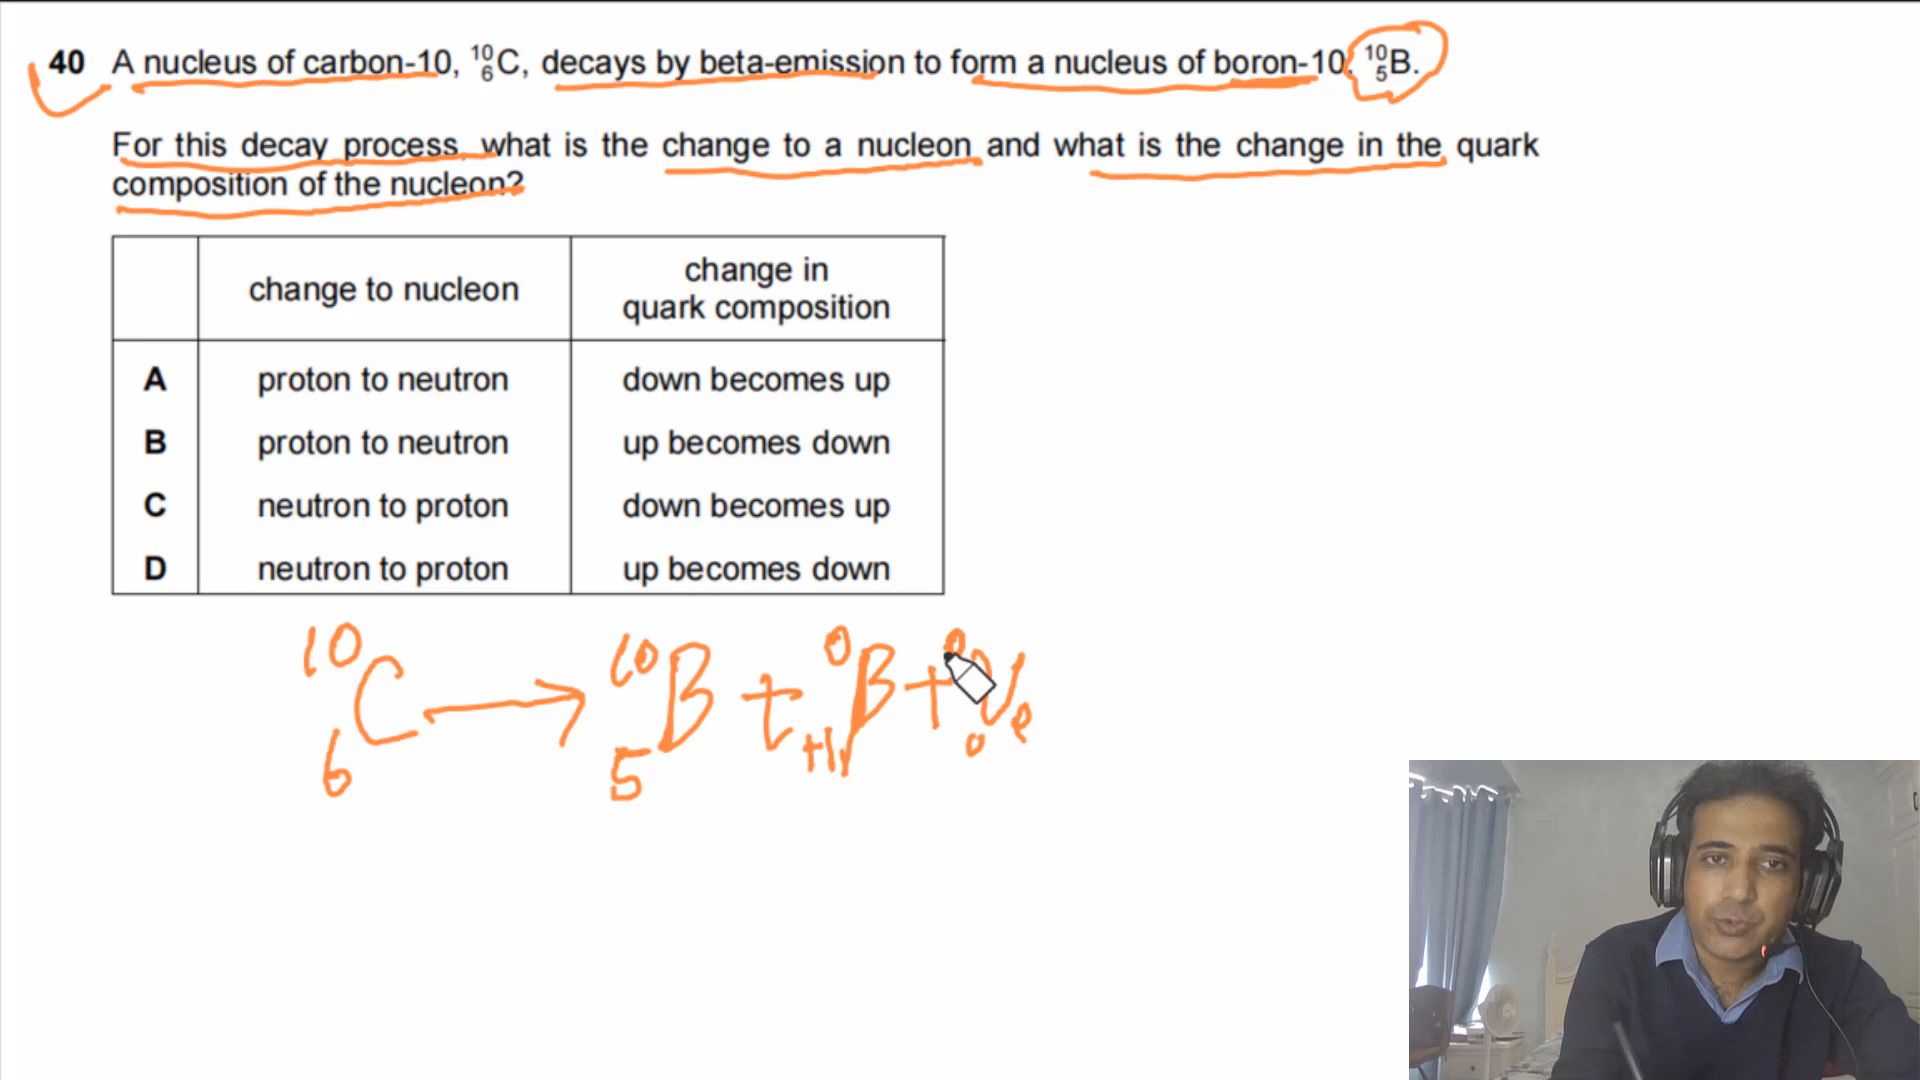 40 A nucleus of carbon-10, ¹⁰₆C, decays by beta-emission to form a nucleus of boron-10, ¹⁰₅B.
For this decay process, what is the change to a nucleon and what is the change in the quark
composition of the nucleon?
change to nucleon change in quark composition
A proton to neutron down becomes up
B proton to neutron up becomes down
C neutron to proton down becomes up
D neutron to proton up becomes down
¹⁰₆C → ¹⁰₅B + ⁰₊₁β + ⁰₀νe